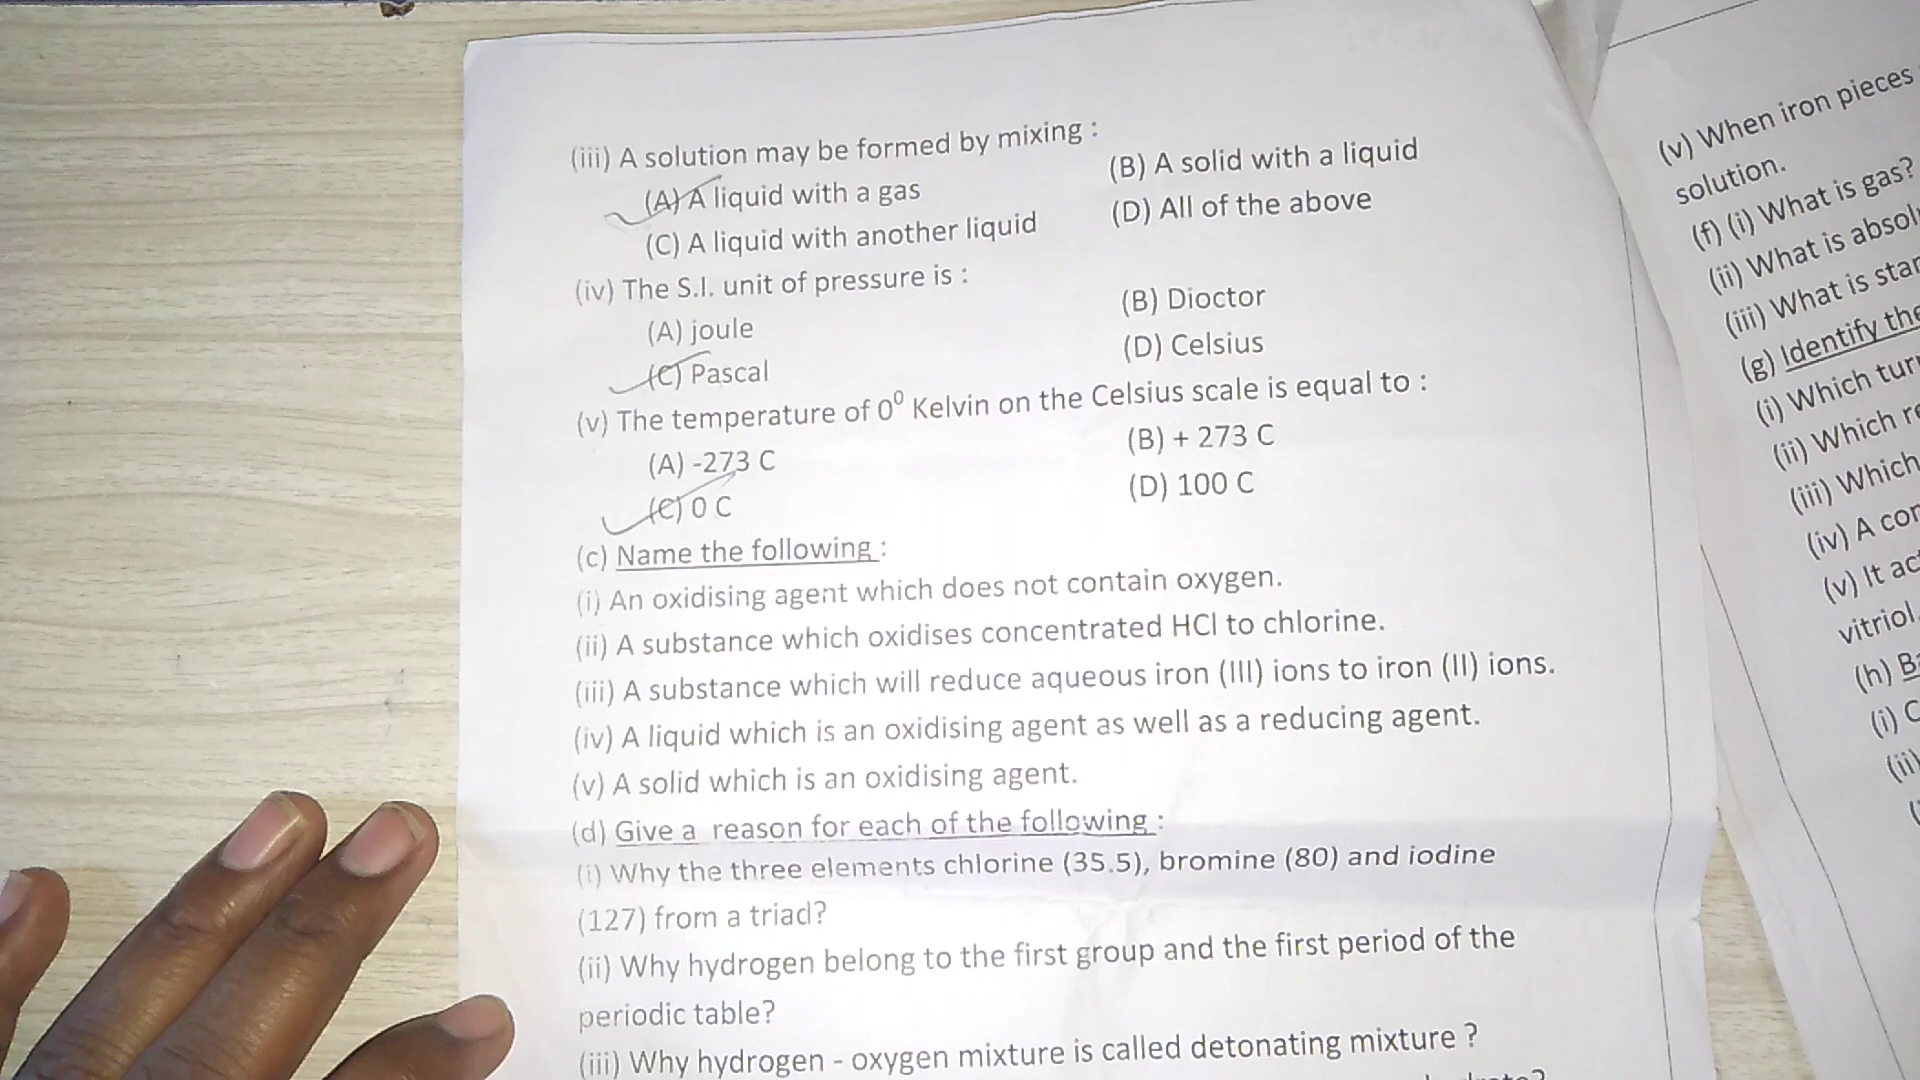 (iii) A solution may be formed by mixing :
(A) A liquid with a gas (B) A solid with a liquid
(C) A liquid with another liquid (D) All of the above
(iv) The S.I. unit of pressure is :
(A) joule (B) Dioctor
(C) Pascal (D) Celsius
(v) The temperature of 0⁰ Kelvin on the Celsius scale is equal to :
(A) -273 C (B) + 273 C
(C) 0 C (D) 100 C
(c) Name the following :
(i) An oxidising agent which does not contain oxygen.
(ii) A substance which oxidises concentrated HCl to chlorine.
(iii) A substance which will reduce aqueous iron (III) ions to iron (II) ions.
(iv) A liquid which is an oxidising agent as well as a reducing agent.
(v) A solid which is an oxidising agent.
(d) Give a reason for each of the following :
(i) Why the three elements chlorine (35.5), bromine (80) and iodine
(127) from a triad?
(ii) Why hydrogen belong to the first group and the first period of the
periodic table?
(iii) Why hydrogen - oxygen mixture is called detonating mixture ?
(v) When iron pieces
solution.
(f) (i) What is gas?
(ii) What is
(iii) What is
(g) Identify the
(i) Which
(ii) Which
(iii) Which
(iv) A
(v) It
vitriol.
(h)
(i)
(ii)